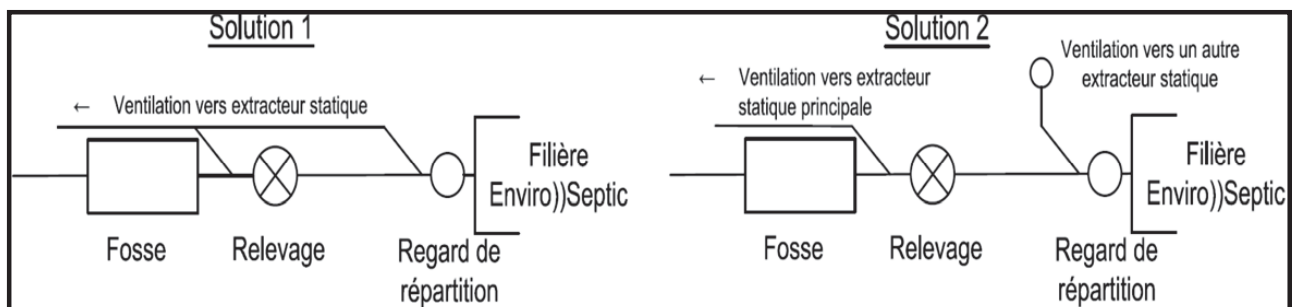 Solution 1
← Ventilation vers extracteur statique
Filière
Enviro))Septic
Fosse
Relevage
Regard de
répartition
Solution 2
← Ventilation vers extracteur
statique principale
Ventilation vers un autre
extracteur statique
Filière
Enviro))Septic
Fosse
Relevage
Regard de
répartition